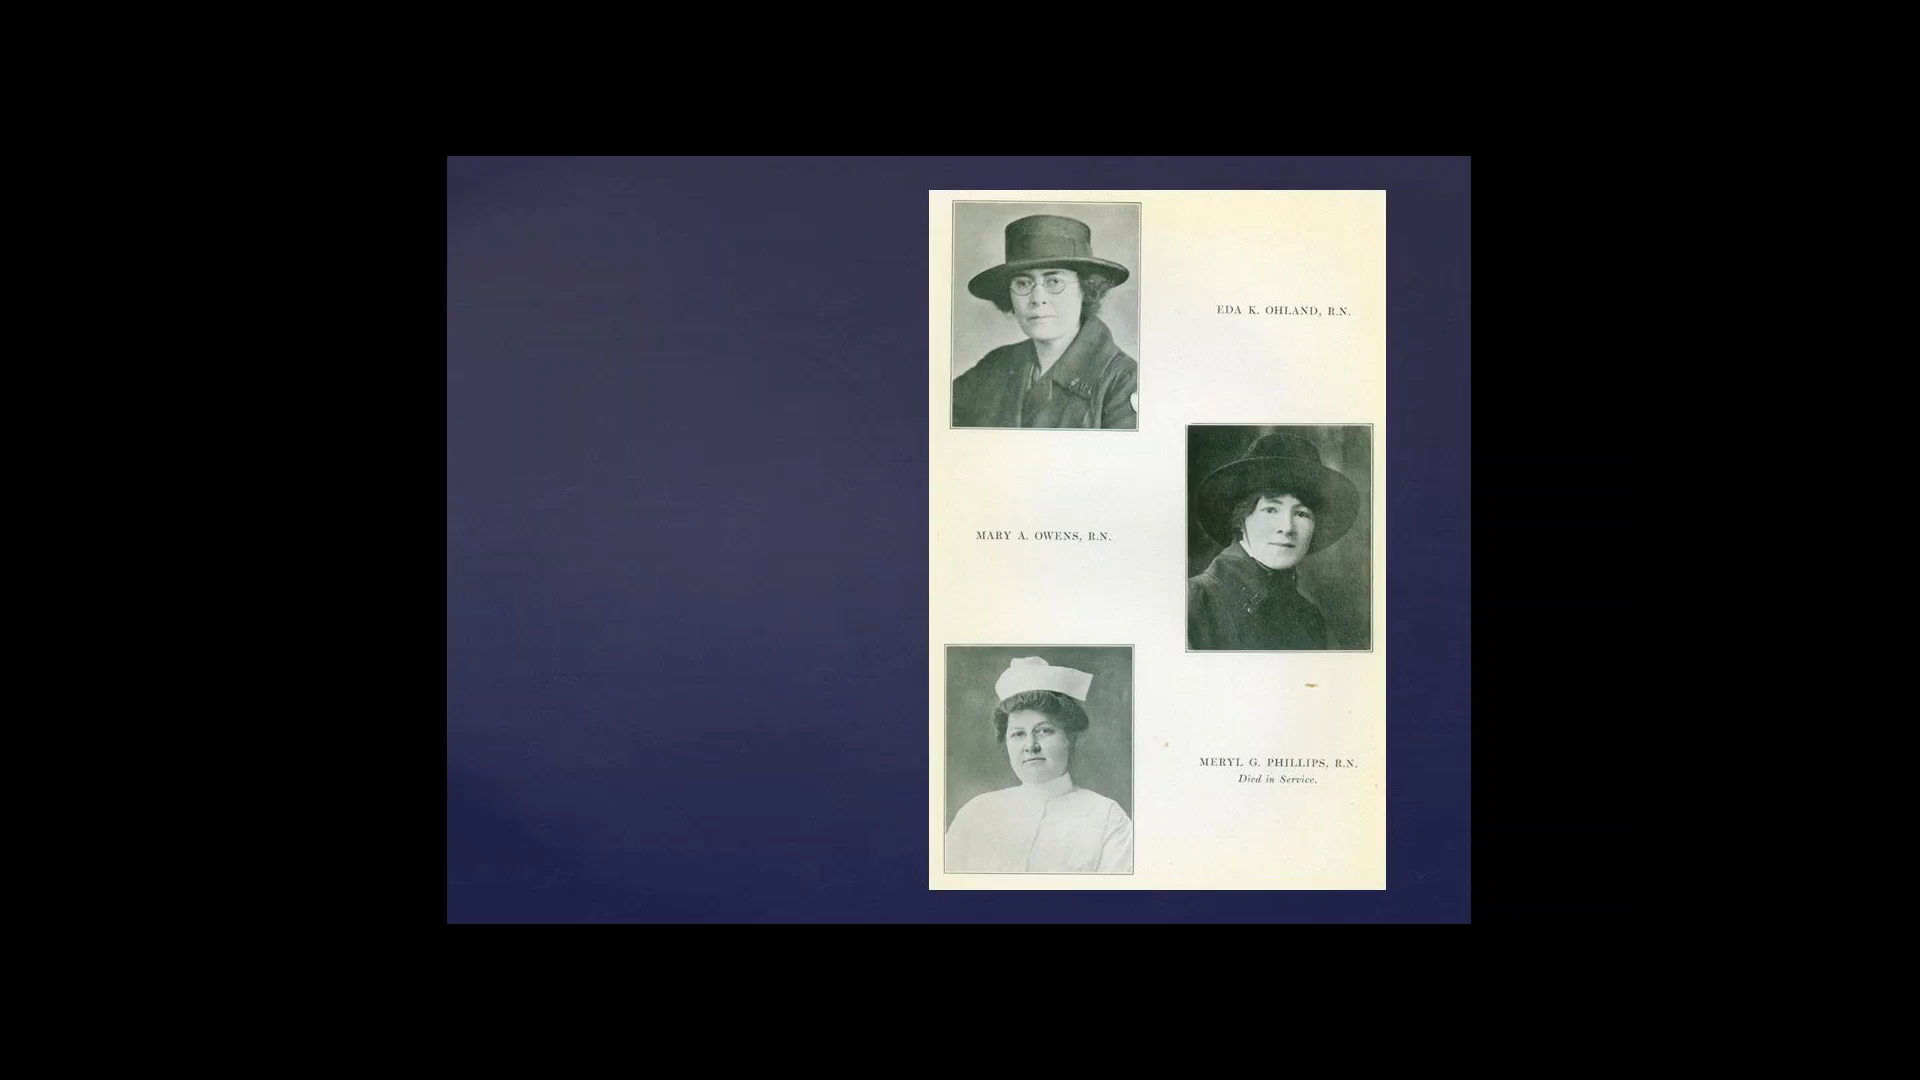 EDA K. OHLAND, R.N.
MARY A. OWENS, R.N.
MERYL G. PHILLIPS, R.N.
Died in Service.